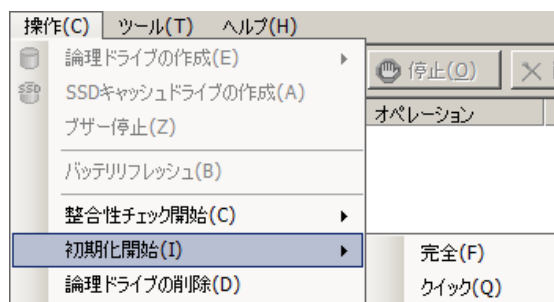 操作(C) ツール(T) ヘルプ(H)
論理ドライブの作成(E)
SSD SSDキャッシュドライブの作成(A)
ブザー停止(Z)
バッテリリフレッシュ(B)
整合性チェック開始(C)
初期化開始(I)
論理ドライブの削除(D)
停止(O)
オペレーション
完全(F)
クイック(Q)